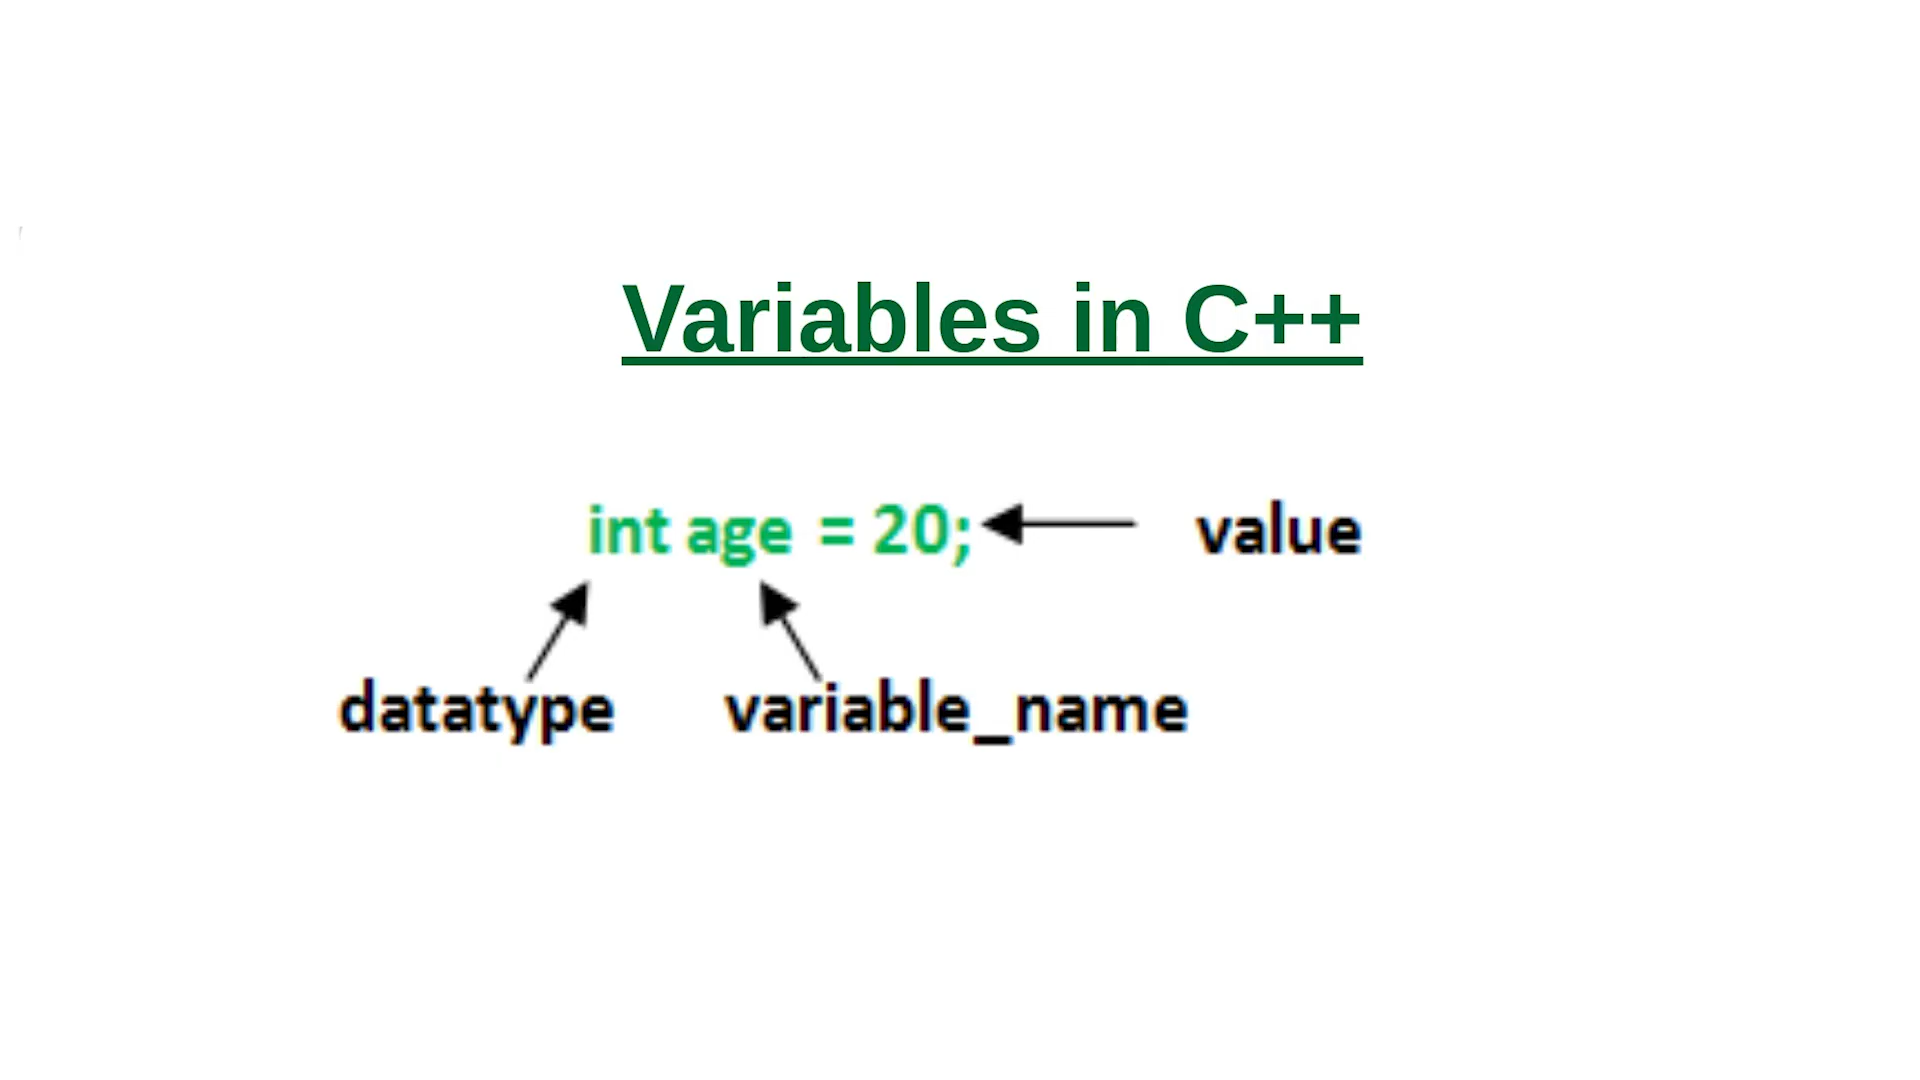 Variables in C++
int age = 20; value
datatype variable_name